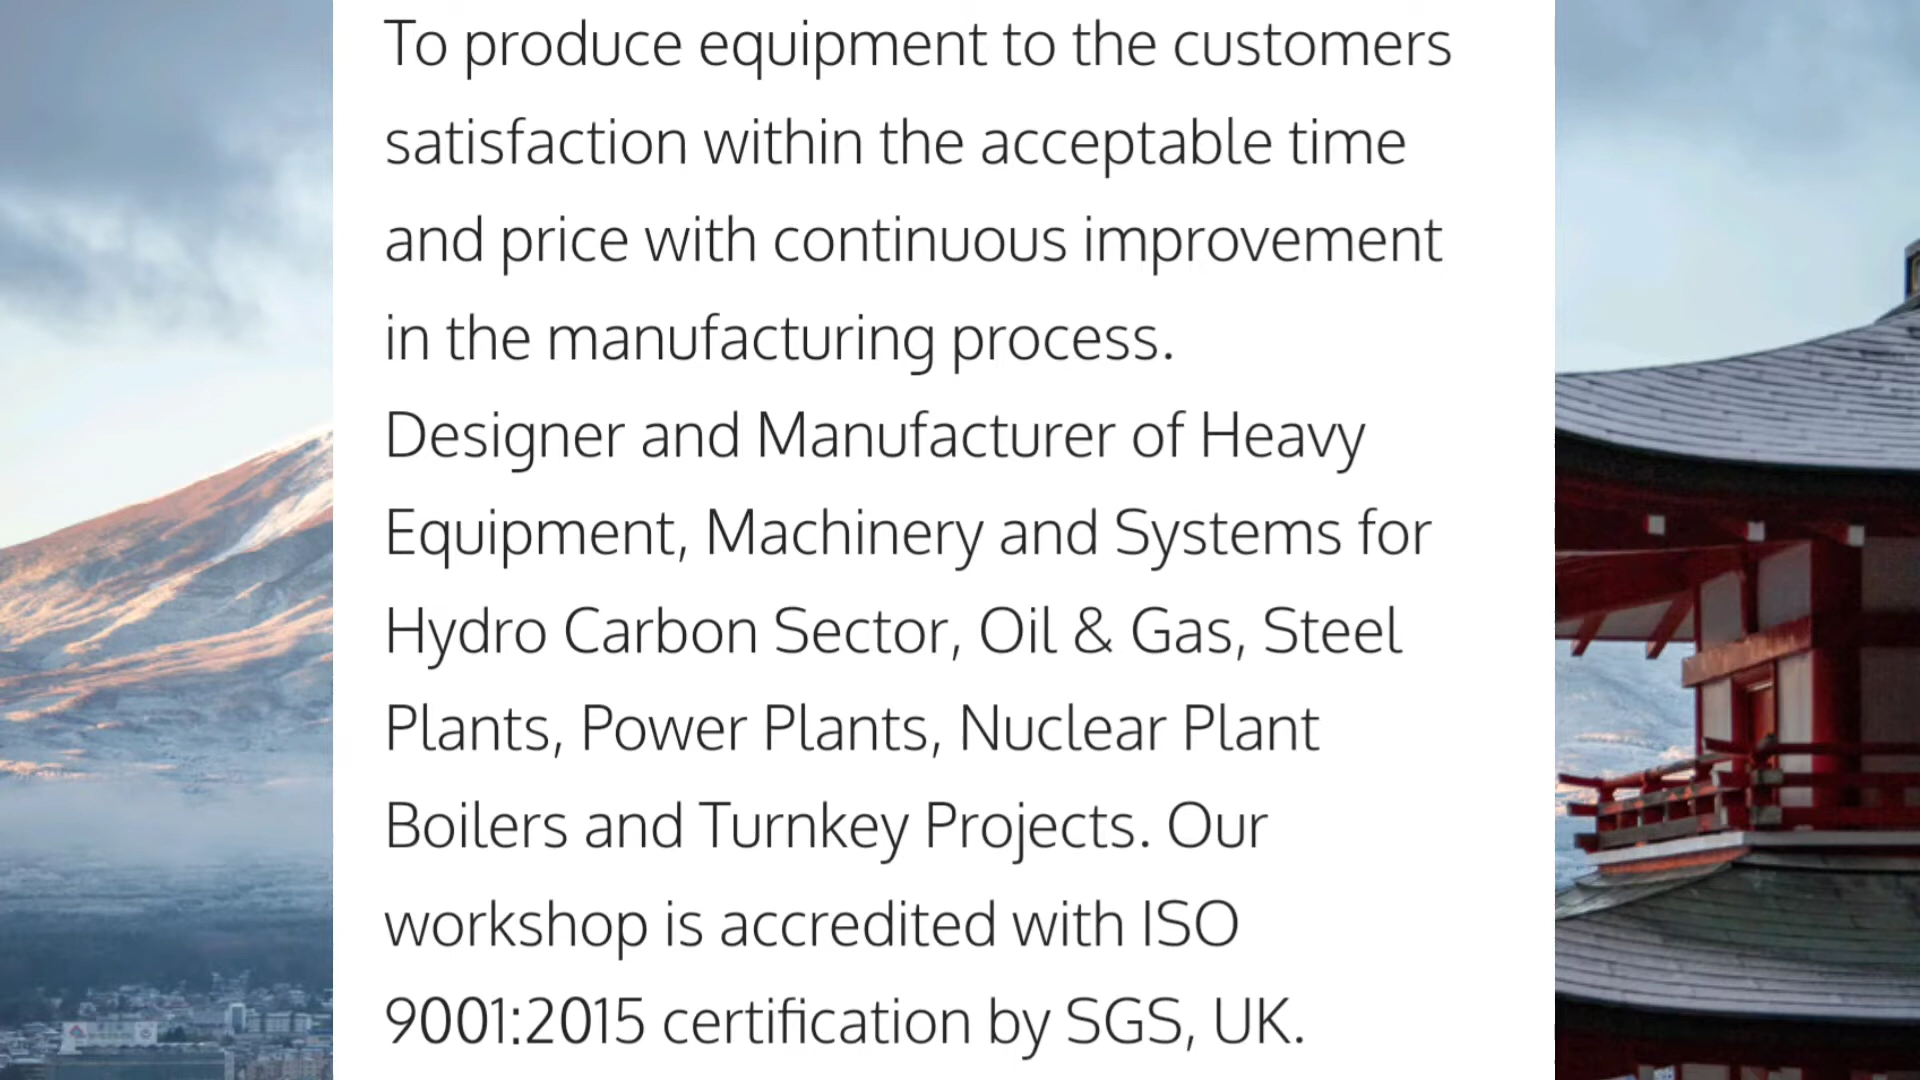 To produce equipment to the customers
satisfaction within the acceptable time
and price with continuous improvement
in the manufacturing process.
Designer and Manufacturer of Heavy
Equipment, Machinery and Systems for
Hydro Carbon Sector, Oil & Gas, Steel
Plants, Power Plants, Nuclear Plant
Boilers and Turnkey Projects. Our
workshop is accredited with ISO
9001:2015 certification by SGS, UK.